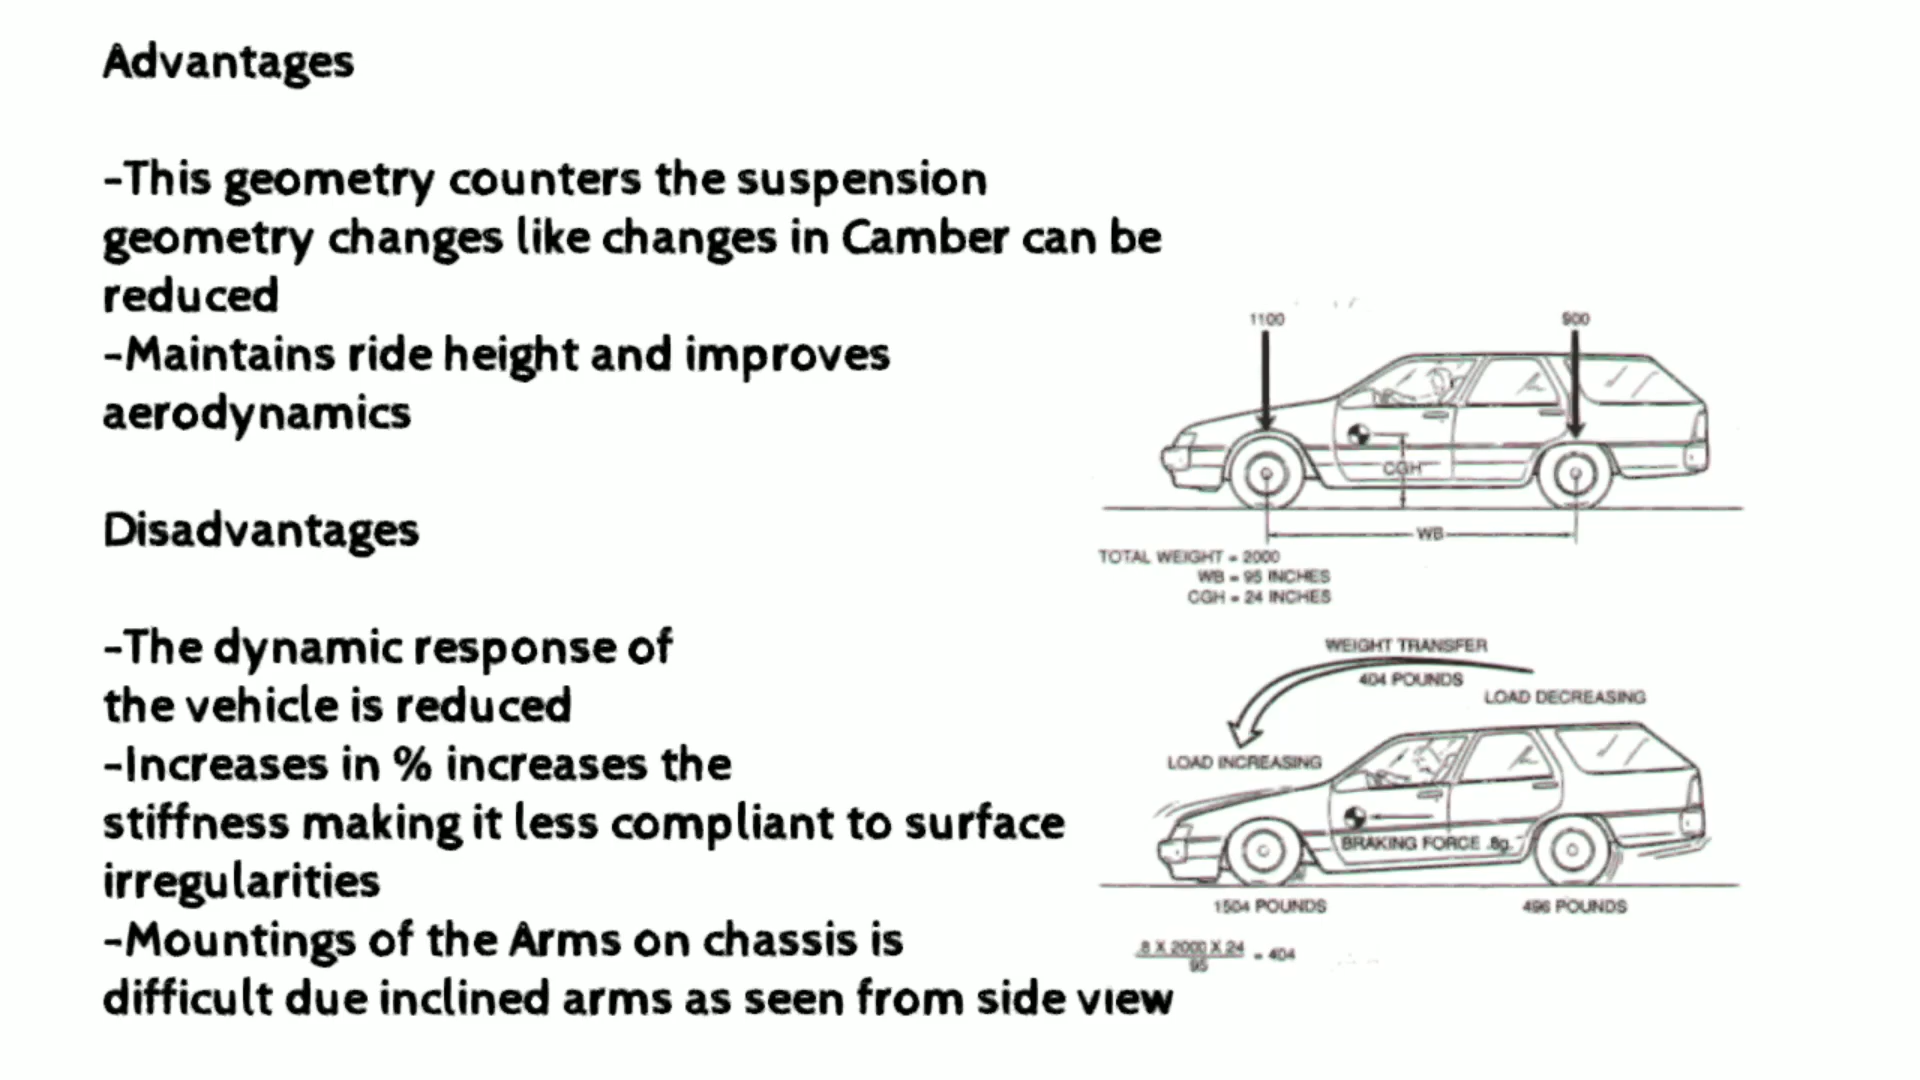 Advantages
-This geometry counters the suspension
geometry changes like changes in Camber can be
reduced
-Maintains ride height and improves
aerodynamics
Disadvantages
-The dynamic response of
the vehicle is reduced
-Increases in % increases the
stiffness making it less compliant to surface
irregularities
-Mountings of the Arms on chassis is
difficult due inclined arms as seen from side view
1100
900
CGH
WB
TOTAL WEIGHT = 2000
WB = 95 INCHES
CGH = 24 INCHES
WEIGHT TRANSFER
404 POUNDS
LOAD DECREASING
LOAD INCREASING
BRAKING FORCE .8g
1504 POUNDS
496 POUNDS
.8 X 2000 X 24
95
= 404